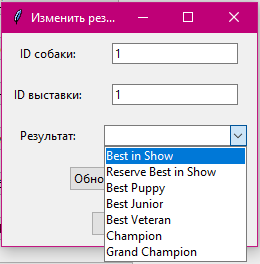 Изменить рез...
ID собаки: 1
ID выставки: 1
Результат:
Best in Show
Reserve Best in Show
Best Puppy
Best Junior
Best Veteran
Champion
Grand Champion